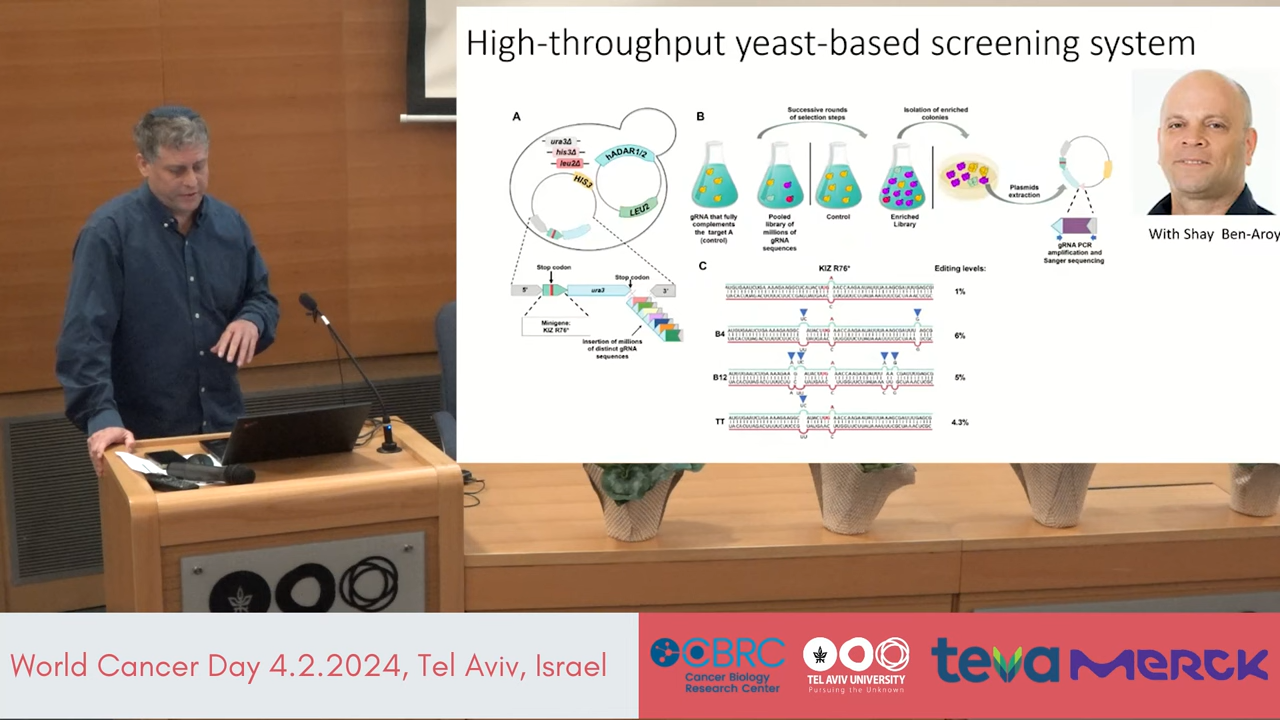 High-throughput yeast-based screening system
A
ura3Δ
his3Δ
leu2Δ
HIS3
hADAR1/2
LEU2
Stop codon
Stop codon
5'
ura3
3'
Minigene:
KIZ R76*
Insertion of millions
of distinct gRNA
sequences
B
Successive rounds
of selection steps
Isolation of enriched
colonies
gRNA that fully
complements
the target A
(control)
Pooled
library of
millions of
gRNA
sequences
Control
Enriched
Library
Plasmids
extraction
gRNA PCR
amplification and
Sanger sequencing
With Shay Ben-Aroy
C
KIZ R76*
Editing levels:
1%
B4
6%
B12
5%
TT
4.3%
World Cancer Day 4.2.2024, Tel Aviv, Israel
CBRC
Cancer Biology
Research Center
TEL AVIV UNIVERSITY
Pursuing the Unknown
teva
MERCK